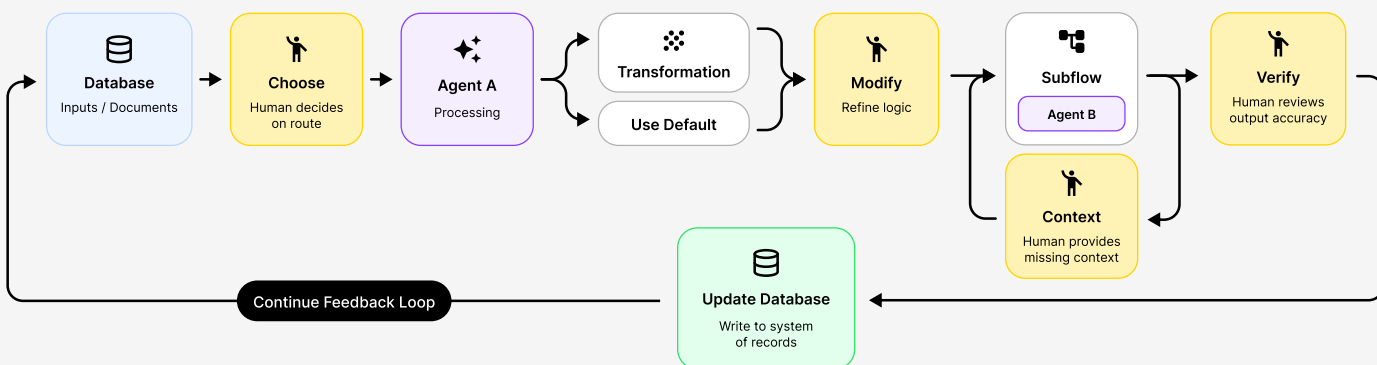 Database
Inputs / Documents
Choose
Human decides
on route
Agent A
Processing
Transformation
Use Default
Modify
Refine logic
Subflow
Agent B
Verify
Human reviews
output accuracy
Context
Human provides
missing context
Update Database
Write to system
of records
Continue Feedback Loop